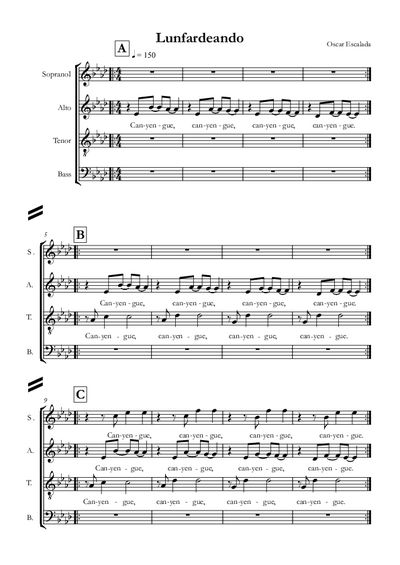 Lunfardeando
A
♩ = 150
Oscar Escalada
Soprano1
Alto
Can-yen - gue, can-yen - gue, can-yen - gue, can-yen - gue.
Tenor
Bass
5
B
S.
A.
Can-yen - gue, can-yen - gue, can-yen - gue, can-yen - gue.
T.
Can-yen - gue, can-yen - gue, can-yen - gue, can-yen - gue.
B.
9
C
S.
Can-yen - gue, can-yen - gue, can-yen - gue, can-yen - gue.
A.
Can-yen - gue, can-yen - gue, can-yen - gue, can-yen - gue.
T.
Can-yen - gue, can-yen - gue, can-yen - gue, can-yen - gue.
B.